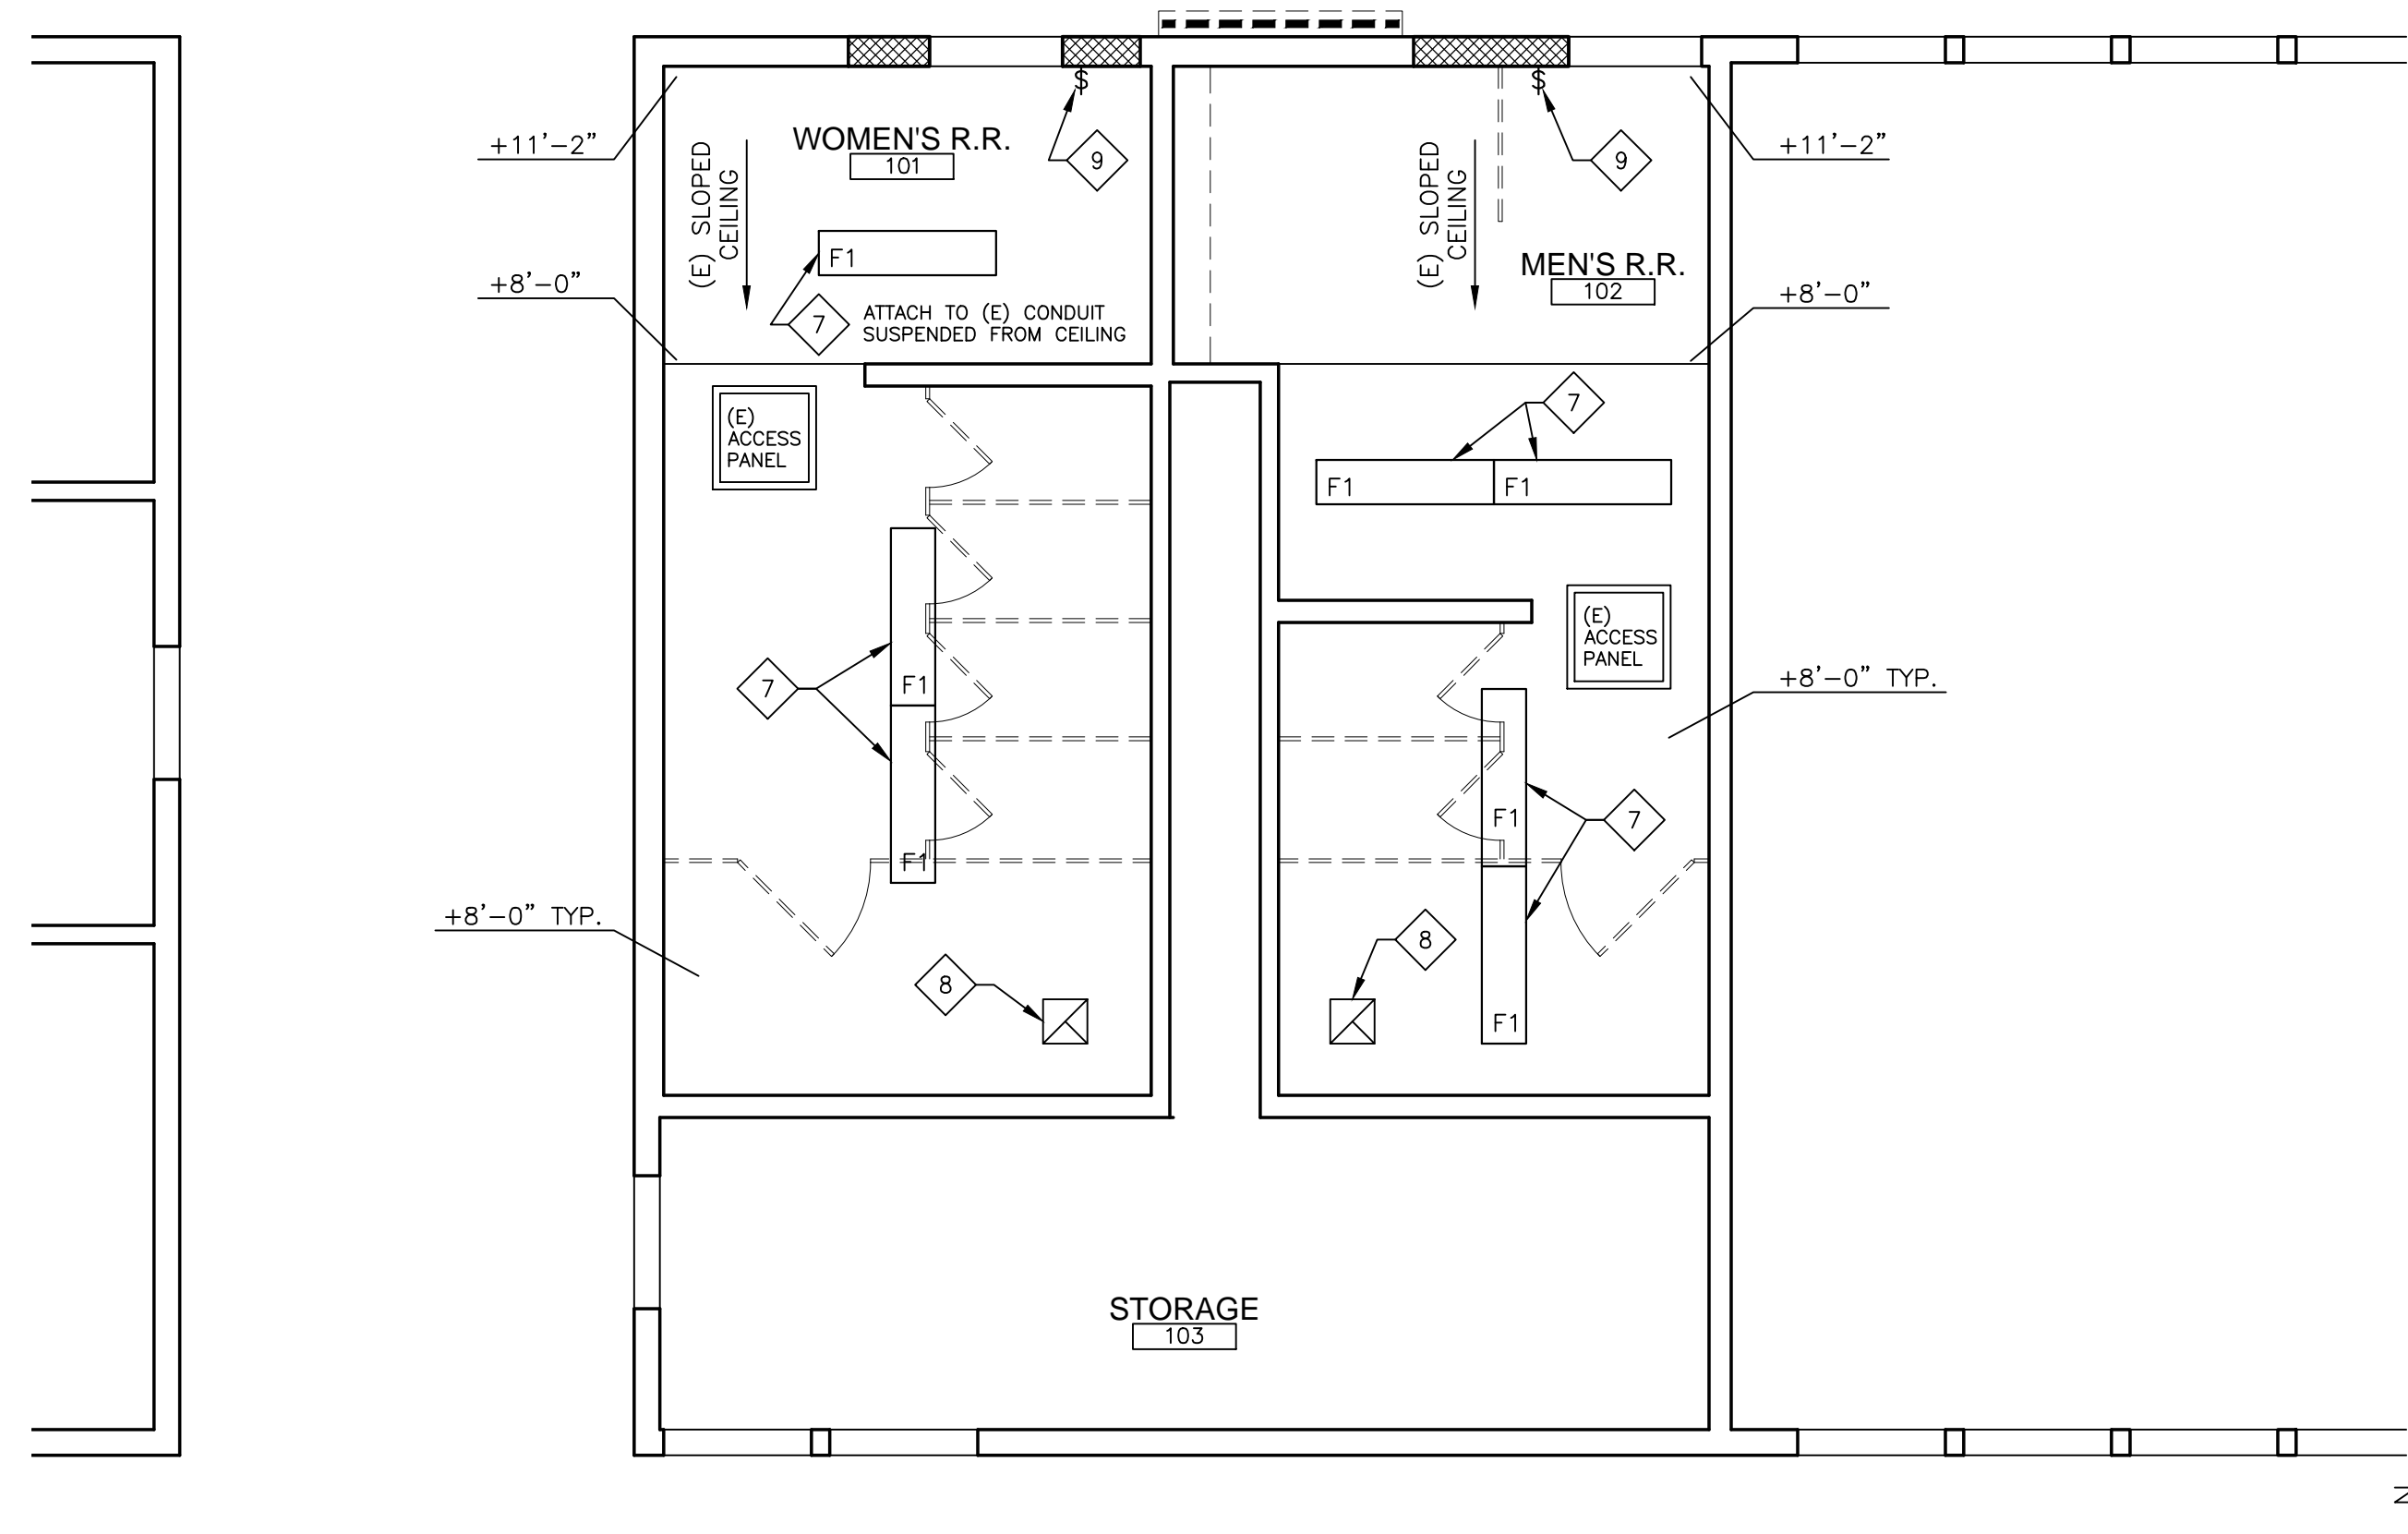 $
$
+11'-2"
WOMEN'S R.R.
101
9
9
+11'-2"
(E) SLOPED
CEILING
(E) SLOPED
CEILING
F1
MEN'S R.R.
102
+8'-0"
+8'-0"
7
ATTACH TO (E) CONDUIT
SUSPENDED FROM CEILING
(E)
ACCESS
PANEL
7
F1
F1
(E)
ACCESS
PANEL
7
F1
+8'-0" TYP.
F1
7
F1
+8'-0" TYP.
8
8
F1
STORAGE
103
N